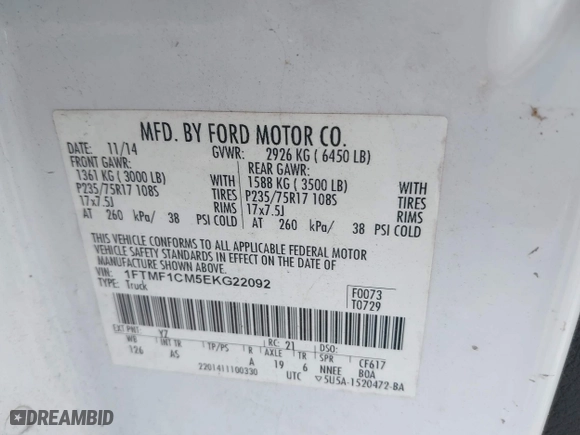 MFD. BY FORD MOTOR CO.
DATE: 11/14 GVWR: 2926 KG ( 6450 LB)
FRONT GAWR: REAR GAWR:
1361 KG ( 3000 LB) WITH 1588 KG ( 3500 LB) WITH
P235/75R17 108S TIRES P235/75R17 108S TIRES
17x7.5J RIMS 17x7.5J RIMS
AT 260 kPa/ 38 PSI COLD AT 260 kPa/ 38 PSI COLD
THIS VEHICLE CONFORMS TO ALL APPLICABLE FEDERAL MOTOR
VEHICLE SAFETY STANDARDS IN EFFECT ON THE DATE OF
MANUFACTURE SHOWN ABOVE.
VIN: 1FTMF1CM5EKG22092
TYPE: Truck
F0073
T0729
EXT PNT: YZ RC: 21 DSO:
WB INT TR TP/PS R AXLE TR SPR CF617
126 AS A 19 6 NNEE BOA
2201411100330 UTC ▽5U5A-1520472-BA
DREAMBID